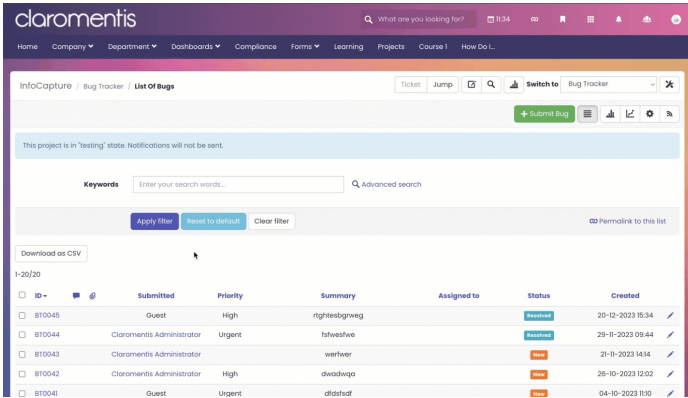 claromentis
What are you looking for? 11:34
Home Company Department Dashboards Compliance Forms Learning Projects Course 1 How Do I...
InfoCapture / Bug Tracker / List Of Bugs Ticket Jump Switch to Bug Tracker
+ Submit Bug
This project is in "testing" state. Notifications will not be sent.
Keywords Enter your search words... Advanced search
Apply filter Reset to default Clear filter Permalink to this list
Download as CSV
1-20/20
ID Submitted Priority Summary Assigned to Status Created
BT0045 Guest High rtghtesbgrweg Resolved 20-12-2023 15:34
BT0044 Claromentis Administrator Urgent fsfwesfwe Resolved 29-11-2023 09:44
BT0043 Claromentis Administrator werfwer New 21-11-2023 14:14
BT0042 Claromentis Administrator High dwadwqa New 26-10-2023 12:02
BT0041 Guest Urgent dfdsfsdf New 04-10-2023 11:10